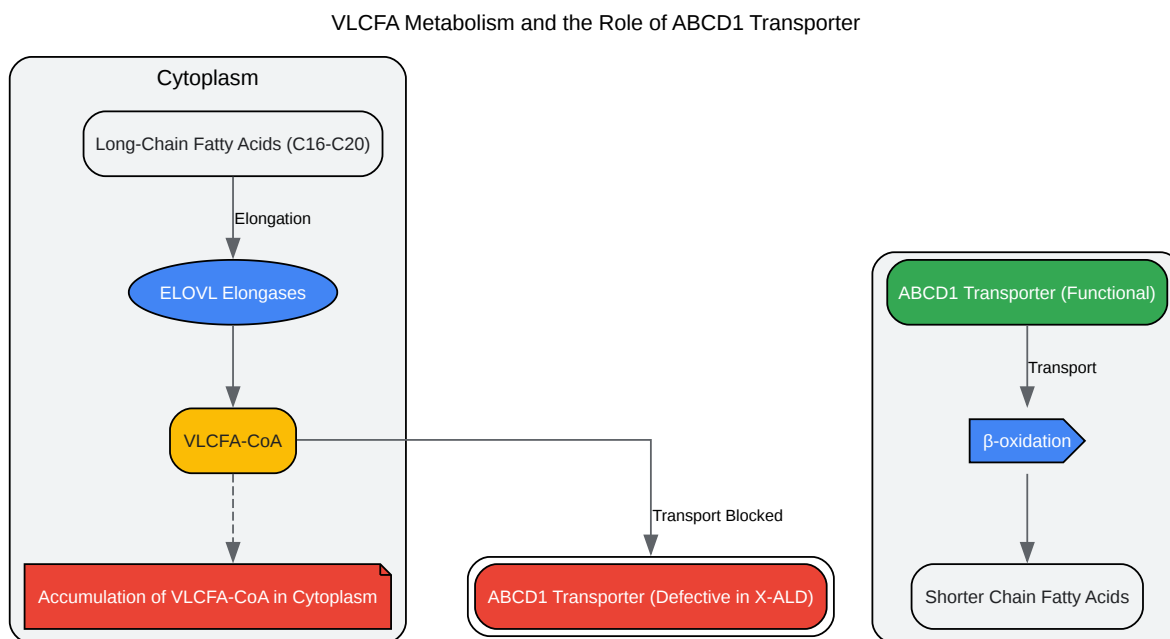 VLCFA Metabolism and the Role of ABCD1 Transporter
Cytoplasm
Long-Chain Fatty Acids (C16-C20)
Elongation
ELOVL Elongases
VLCFA-CoA
Accumulation of VLCFA-CoA in Cytoplasm
Transport Blocked
ABCD1 Transporter (Defective in X-ALD)
ABCD1 Transporter (Functional)
Transport
β-oxidation
Shorter Chain Fatty Acids